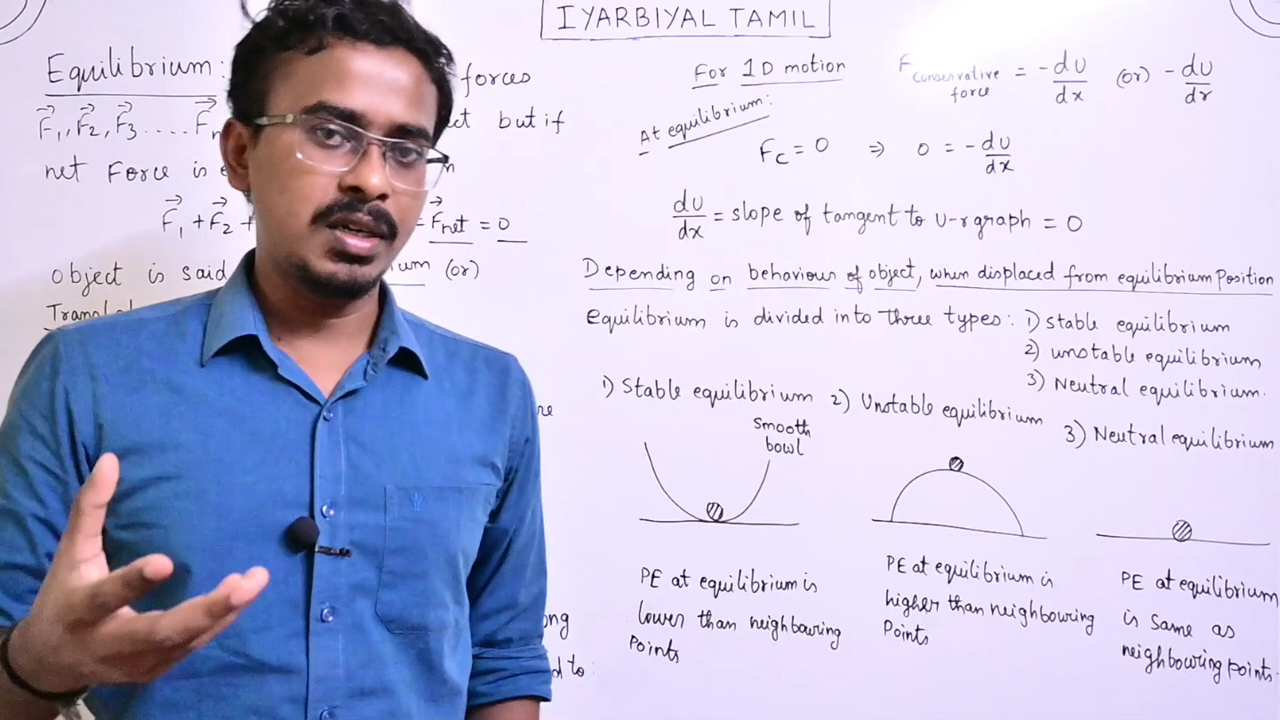 IYARBIYAL TAMIL
Equilibrium: forces
F₁, F₂, F₃ ..... Fₙ but if
net Force is
F₁ + F₂ + = Fnet = 0
object is said (or)
For 1D motion
F conservative force = -dU/dx (or) -dU/dr
At equilibrium:
Fc = 0 ⇒ 0 = -dU/dx
dU/dx = slope of tangent to U-r graph = 0
Depending on behaviour of object, when displaced from equilibrium Position
equilibrium is divided into three types: 1) stable equilibrium
2) unstable equilibrium
3) Neutral equilibrium.
1) Stable equilibrium
Smooth
bowl
PE at equilibrium is
lower than neighbouring
Points
2) Unstable equilibrium
PE at equilibrium is
higher than neighbouring
Points
3) Neutral equilibrium
PE at equilibrium
is same as
neighbouring points.